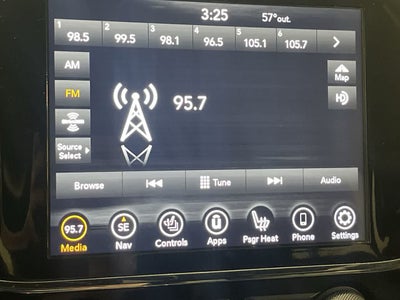 3:25 57° out.
1 98.5 2 99.5 3 98.1 4 96.5 5 105.1 6 105.7
AM
Map
FM
95.7
HD
Source
Select
Browse Tune Audio
95.7 SE
Media Nav Controls Apps Psgr Heat Phone Settings